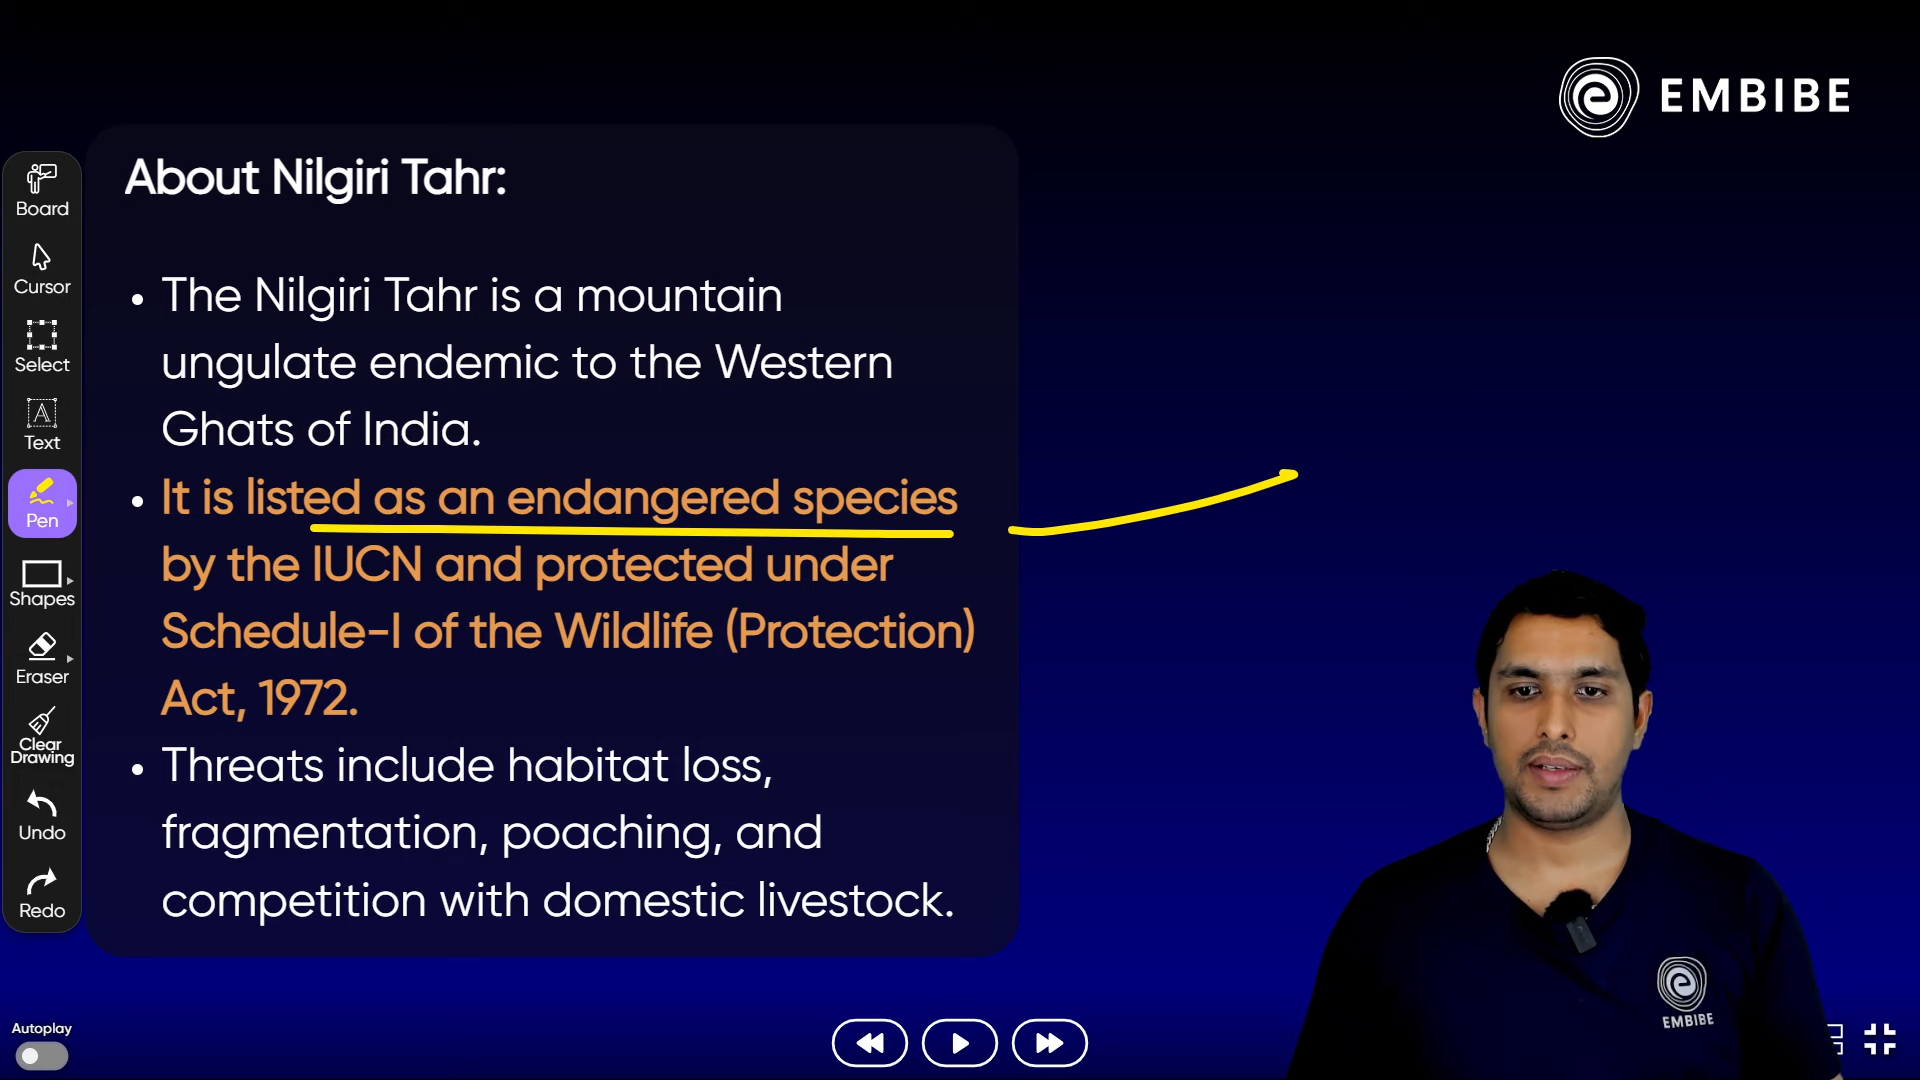 EMBIBE
About Nilgiri Tahr:
• The Nilgiri Tahr is a mountain
ungulate endemic to the Western
Ghats of India.
• It is listed as an endangered species
by the IUCN and protected under
Schedule-I of the Wildlife (Protection)
Act, 1972.
• Threats include habitat loss,
fragmentation, poaching, and
competition with domestic livestock.
Board
Cursor
Select
A
Text
Pen
Shapes
Eraser
Clear
Drawing
Undo
Redo
Autoplay
EMBIBE